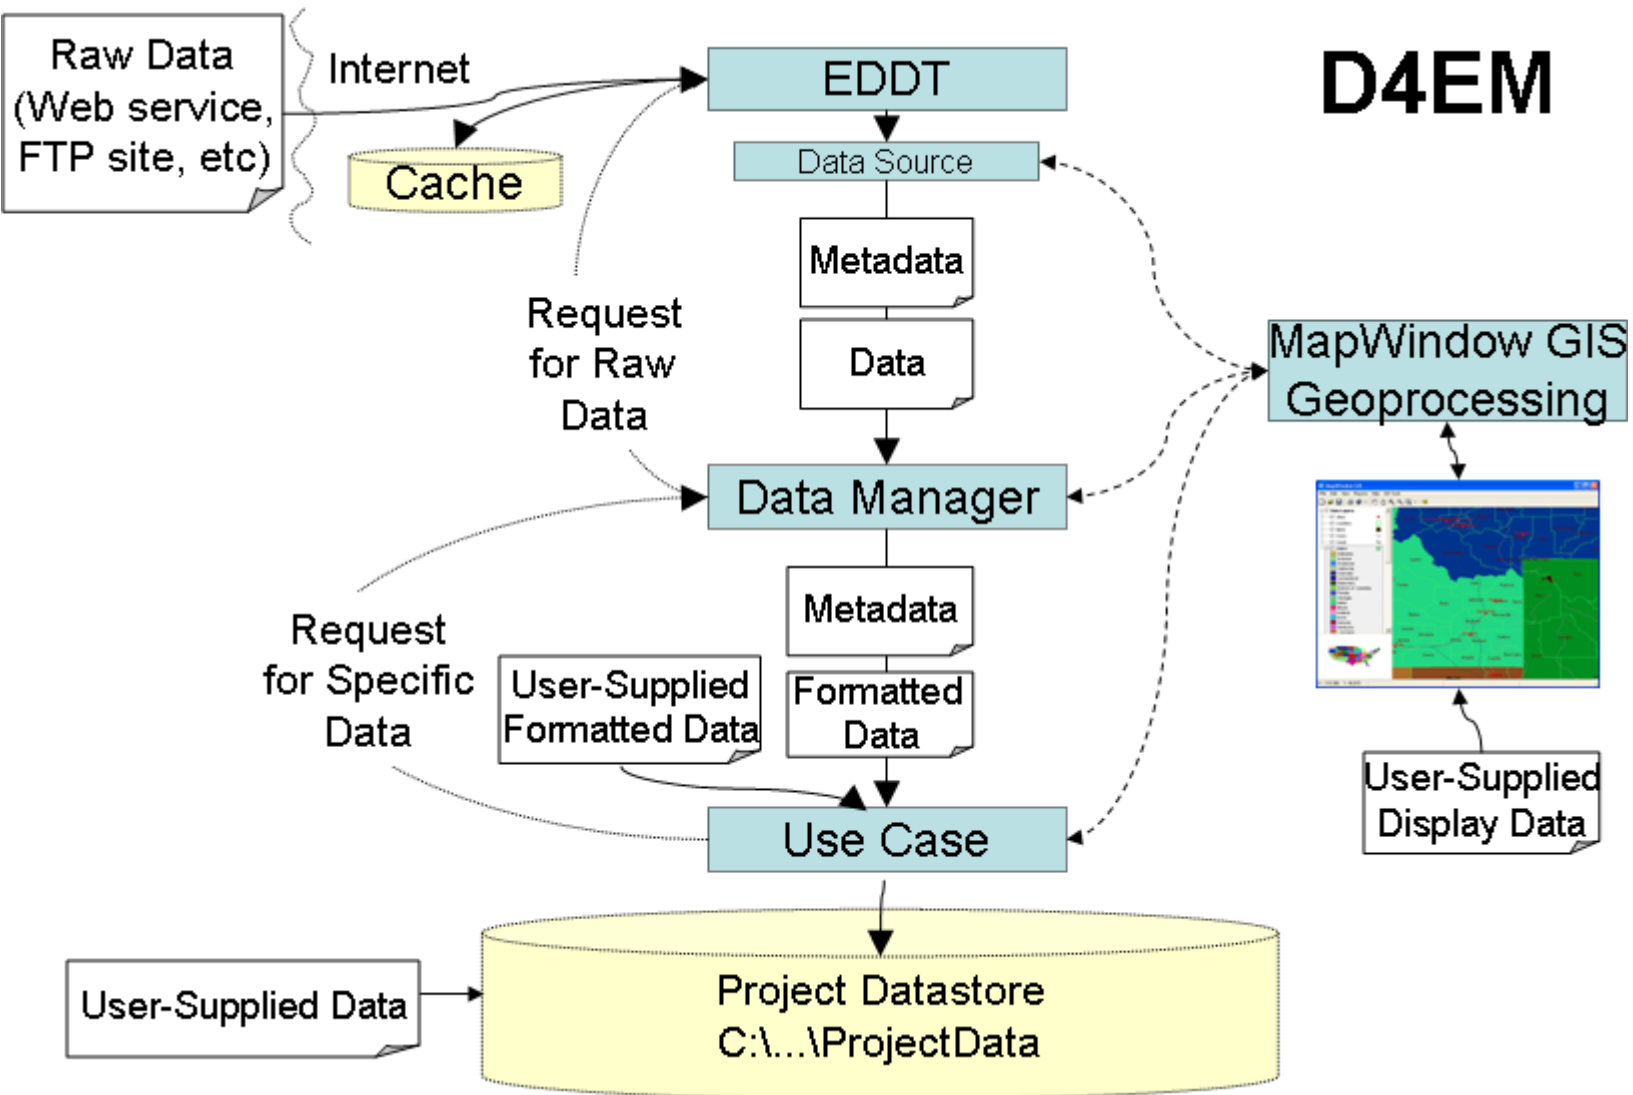 Raw Data
(Web service,
FTP site, etc)
Internet
Cache
EDDT
D4EM
Data Source
Metadata
Data
Request
for Raw
Data
MapWindow GIS
Geoprocessing
Data Manager
Metadata
Formatted
Data
Request
for Specific
Data
User-Supplied
Formatted Data
User-Supplied
Display Data
Use Case
Project Datastore
C:\...\ProjectData
User-Supplied Data